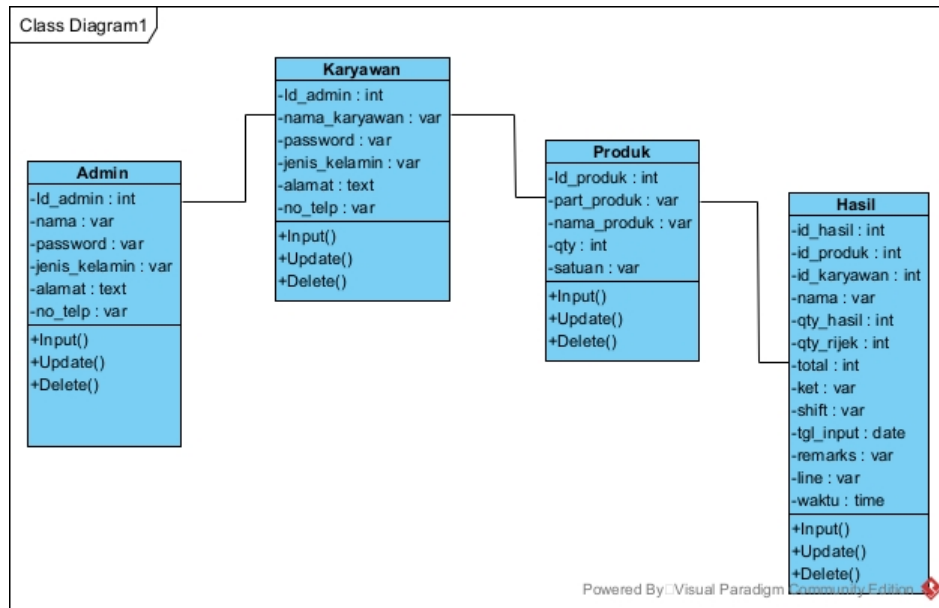 Class Diagram1
Karyawan
-Id_admin : int
-nama_karyawan : var
-password : var
-jenis_kelamin : var
-alamat : text
-no_telp : var
+Input()
+Update()
+Delete()
Admin
-Id_admin : int
-nama : var
-password : var
-jenis_kelamin : var
-alamat : text
-no_telp : var
+Input()
+Update()
+Delete()
Produk
-Id_produk : int
-part_produk : var
-nama_produk : var
-qty : int
-satuan : var
+Input()
+Update()
+Delete()
Hasil
-id_hasil : int
-id_produk : int
-id_karyawan : int
-nama : var
-qty_hasil : int
-qty_rijek : int
-total : int
-ket : var
-shift : var
-tgl_input : date
-remarks : var
-line : var
-waktu : time
+Input()
+Update()
+Delete()
Powered By Visual Paradigm Community Edition